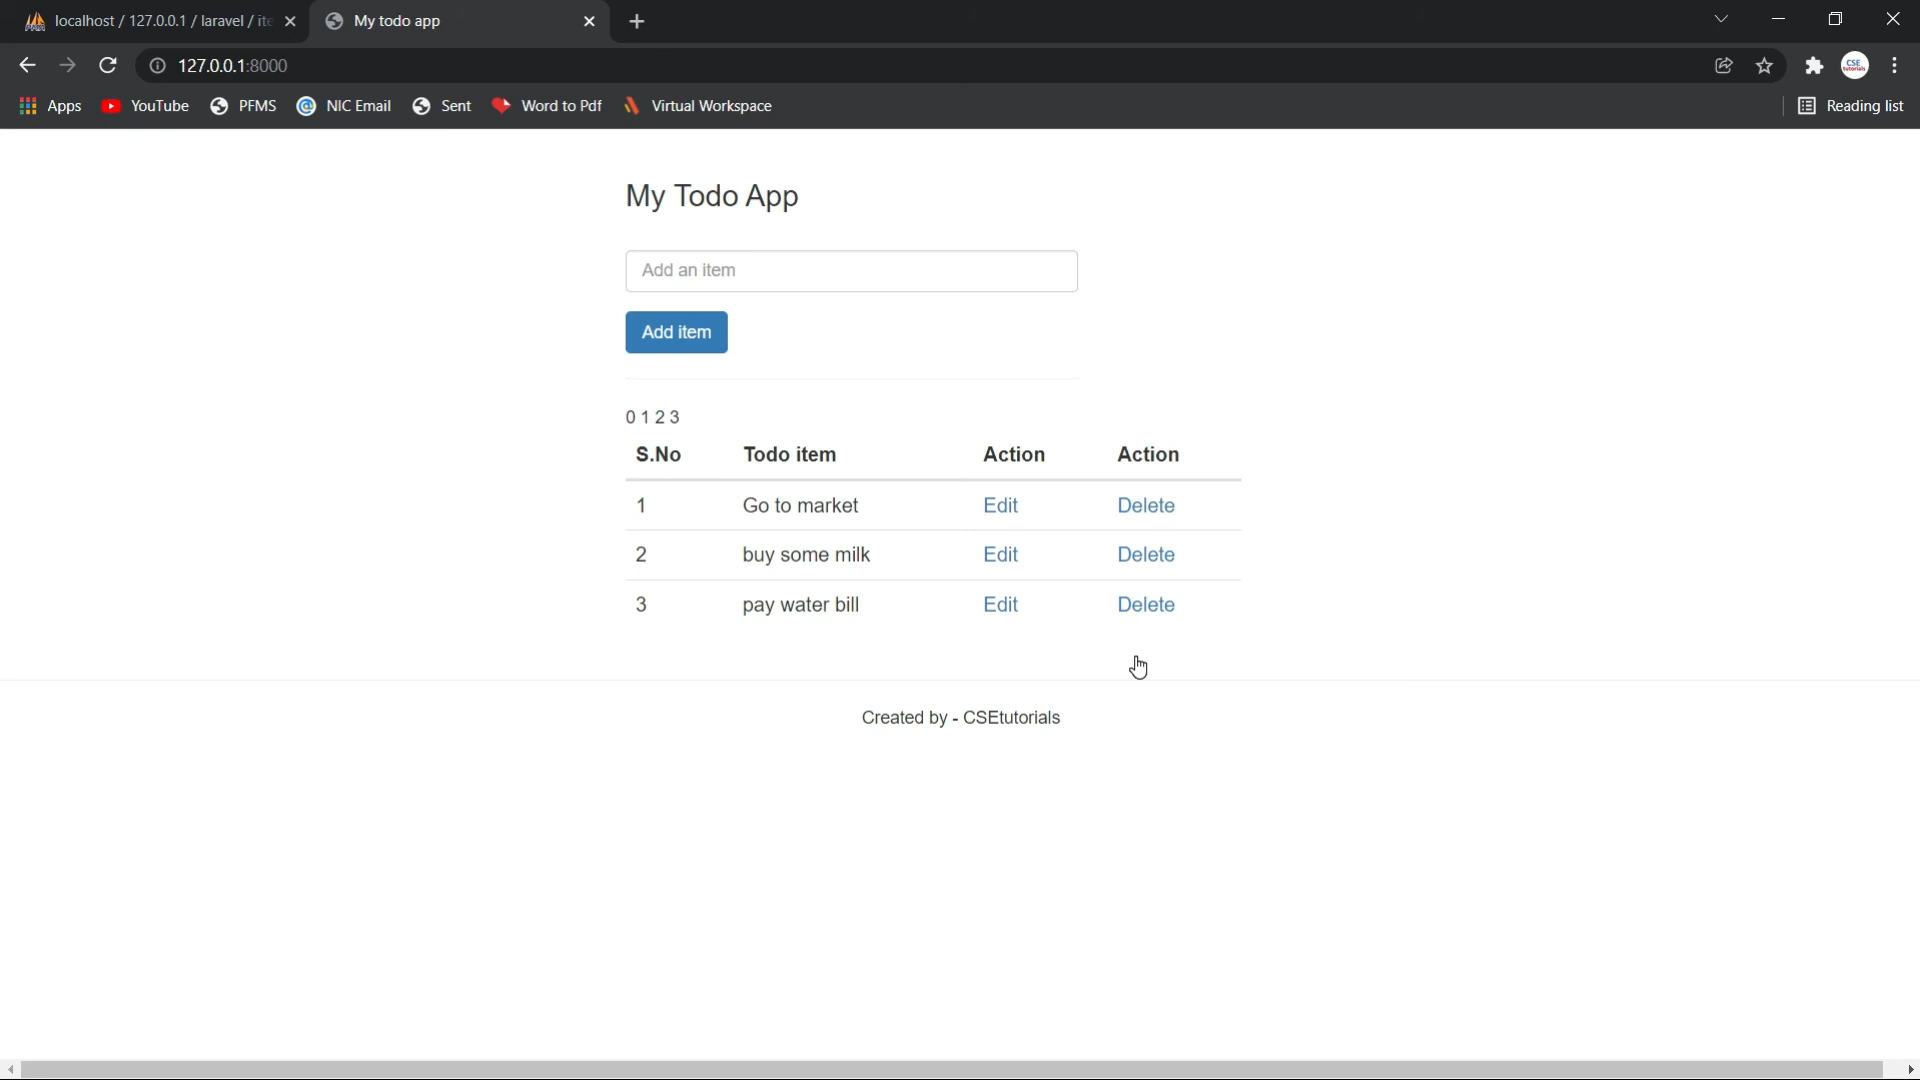 localhost / 127.0.0.1 / laravel / ite
My todo app
127.0.0.1:8000
Apps YouTube PFMS NIC Email Sent Word to Pdf Virtual Workspace Reading list
My Todo App
Add an item
Add item
0 1 2 3
S.No Todo item Action Action
1 Go to market Edit Delete
2 buy some milk Edit Delete
3 pay water bill Edit Delete
Created by - CSEtutorials